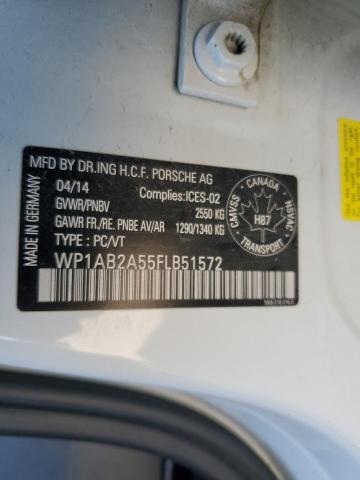 MFD BY DR.ING H.C.F. PORSCHE AG
04/14 Complies:ICES-02
GVWR/PNBV 2550 KG
GAWR FR./RE. PNBE AV/AR 1290/1340 KG
TYPE : PC/VT
WP1AB2A55FLB51572
MADE IN GERMANY
CANADA
CMVSS
NSVAC
H87
TRANSPORT